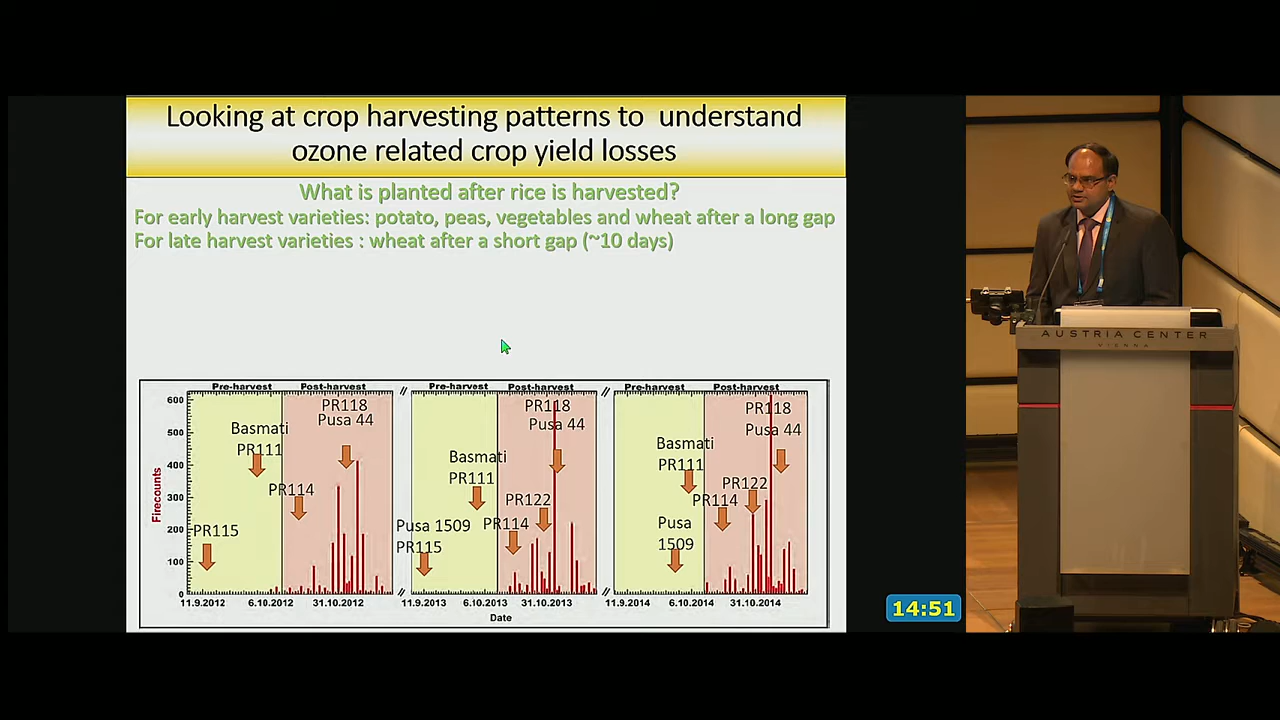 Looking at crop harvesting patterns to understand
ozone related crop yield losses
What is planted after rice is harvested?
For early harvest varieties: potato, peas, vegetables and wheat after a long gap
For late harvest varieties : wheat after a short gap (~10 days)
Pre-harvest Post-harvest // Pre-harvest Post-harvest // Pre-harvest Post-harvest
Firecounts
600
500
400
300
200
100
0
PR115
Basmati
PR111
PR114
PR118
Pusa 44
Pusa 1509
PR115
Basmati
PR111
PR114
PR122
PR118
Pusa 44
Pusa
1509
Basmati
PR111
PR114
PR122
PR118
Pusa 44
11.9.2012 6.10.2012 31.10.2012 // 11.9.2013 6.10.2013 31.10.2013 // 11.9.2014 6.10.2014 31.10.2014
Date
14:51
AUSTRIA CENTER
VIENNA